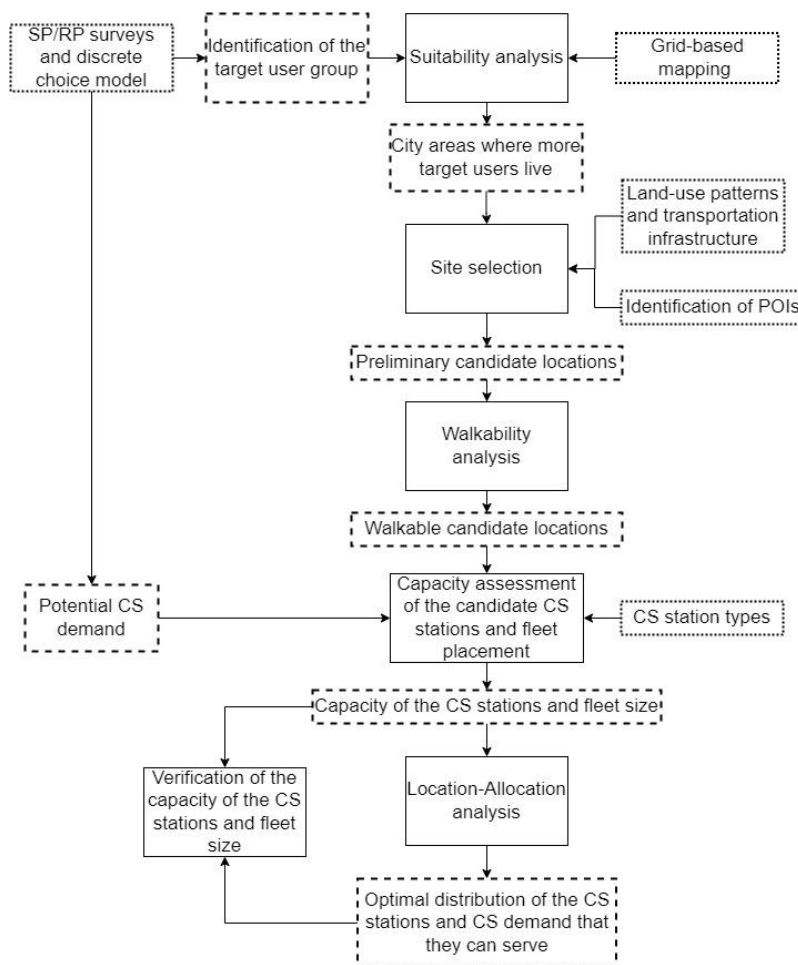 SP/RP surveys
and discrete
choice model
Identification of the
target user group
Suitability analysis
Grid-based
mapping
City areas where more
target users live
Land-use patterns
and transportation
infrastructure
Site selection
Identification of POIs
Preliminary candidate locations
Walkability
analysis
Walkable candidate locations
Potential CS
demand
Capacity assessment
of the candidate CS
stations and fleet
placement
CS station types
Capacity of the CS stations and fleet size
Verification of the
capacity of the CS
stations and fleet
size
Location-Allocation
analysis
Optimal distribution of the CS
stations and CS demand that
they can serve